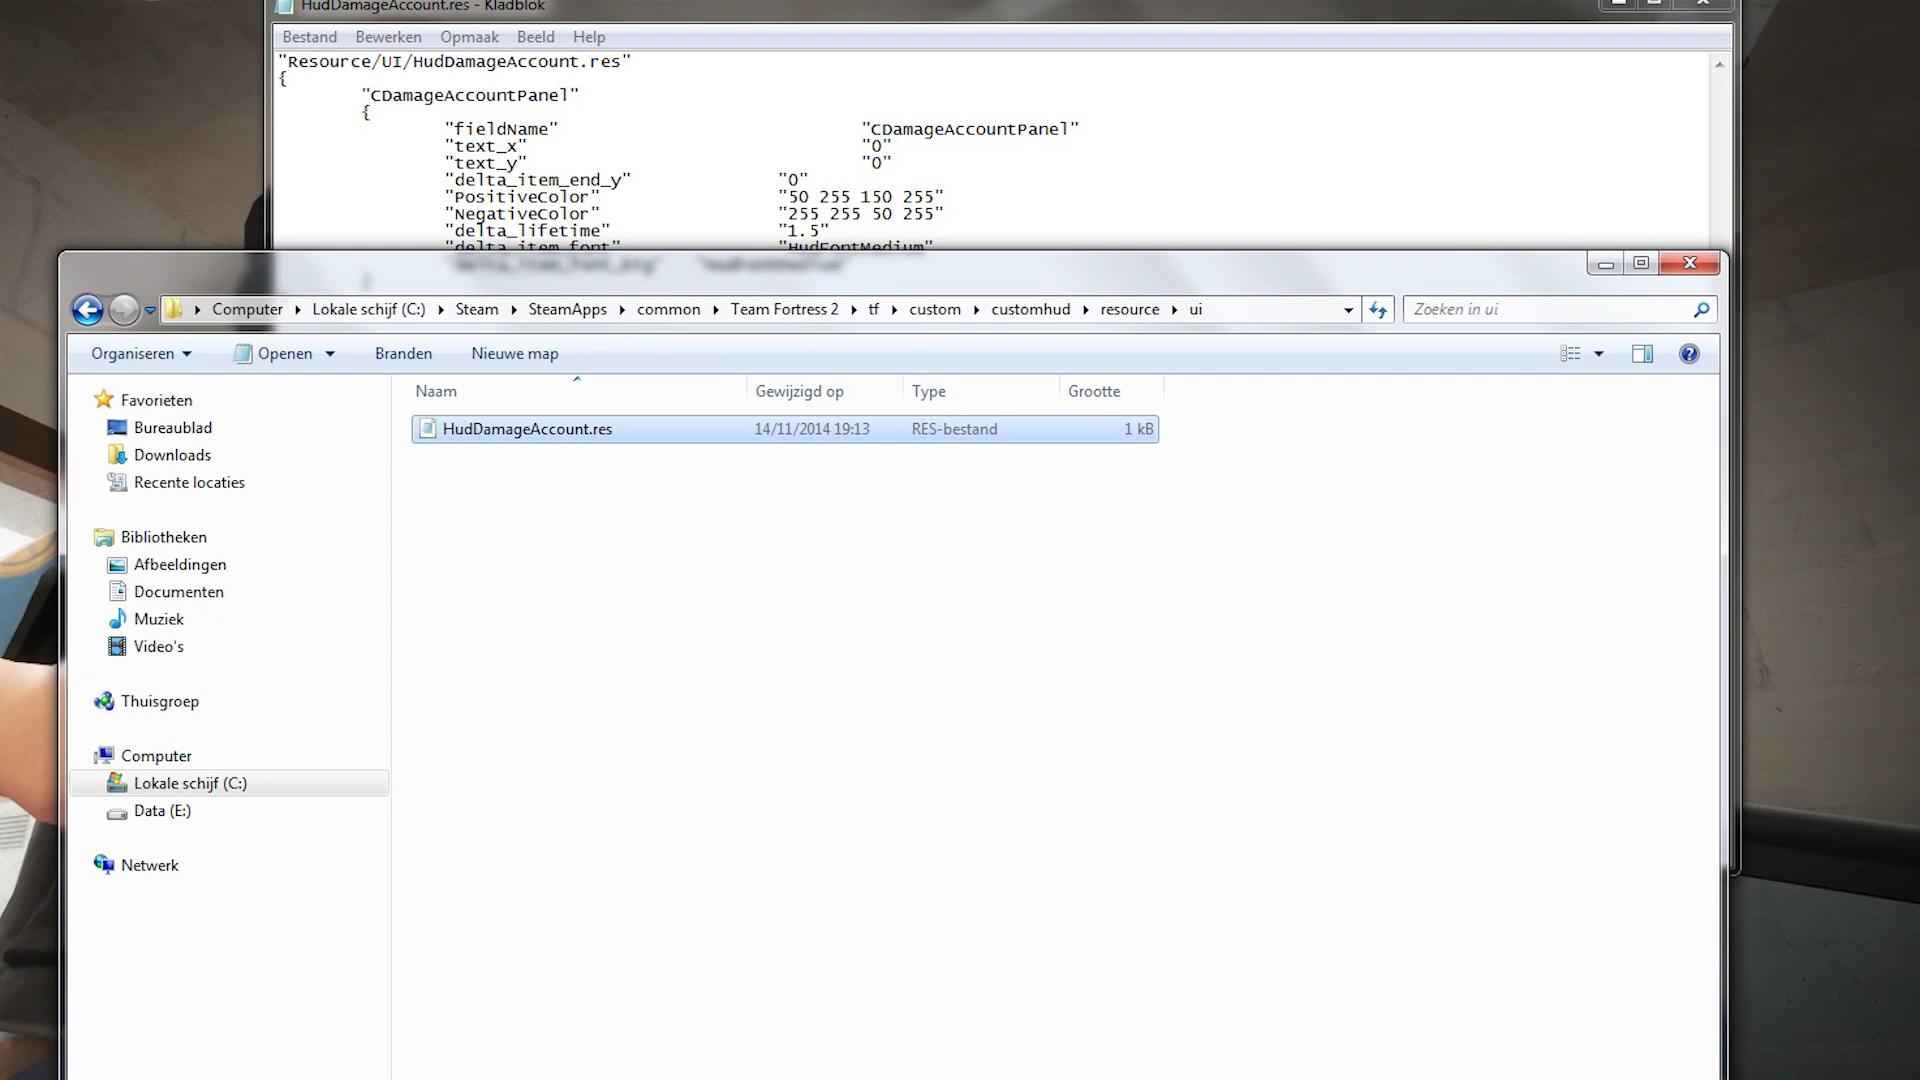 HudDamageAccount.res - Kladblok
Bestand Bewerken Opmaak Beeld Help
"Resource/UI/HudDamageAccount.res"
{
"CDamageAccountPanel"
{
"fieldName" "CDamageAccountPanel"
"text_x" "0"
"text_y" "0"
"delta_item_end_y" "0"
"PositiveColor" "50 255 150 255"
"NegativeColor" "255 255 50 255"
"delta_lifetime" "1.5"
"delta_item_font" "HudFontMedium"
Computer Lokale schijf (C:) Steam SteamApps common Team Fortress 2 tf custom customhud resource ui
Zoeken in ui
Organiseren Openen Branden Nieuwe map
Naam Gewijzigd op Type Grootte
HudDamageAccount.res 14/11/2014 19:13 RES-bestand 1 kB
Favorieten
Bureaublad
Downloads
Recente locaties
Bibliotheken
Afbeeldingen
Documenten
Muziek
Video's
Thuisgroep
Computer
Lokale schijf (C:)
Data (E:)
Netwerk